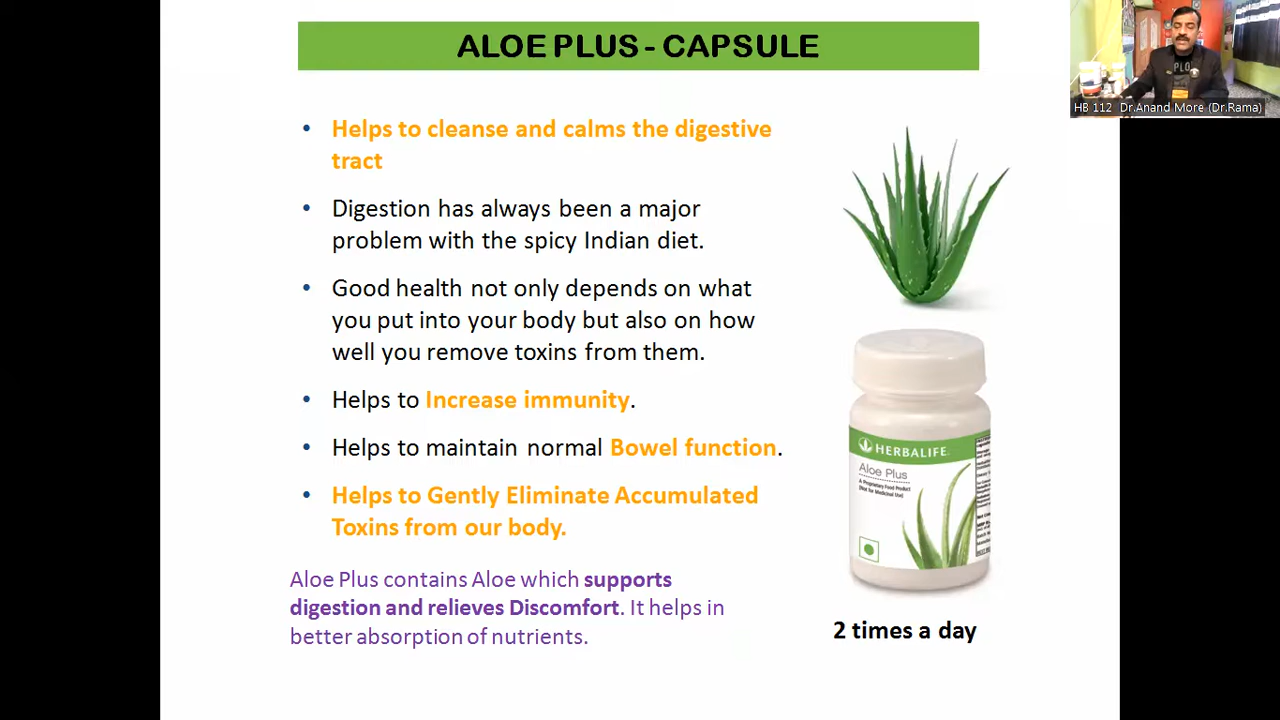 ALOE PLUS - CAPSULE
HB 112 Dr.Anand More (Dr.Rama)
• Helps to cleanse and calms the digestive
tract
• Digestion has always been a major
problem with the spicy Indian diet.
• Good health not only depends on what
you put into your body but also on how
well you remove toxins from them.
• Helps to Increase immunity.
• Helps to maintain normal Bowel function.
• Helps to Gently Eliminate Accumulated
Toxins from our body.
Aloe Plus contains Aloe which supports
digestion and relieves Discomfort. It helps in
better absorption of nutrients.
HERBALIFE
Aloe Plus
A Proprietary Food Product
(Not for Medicinal Use)
2 times a day